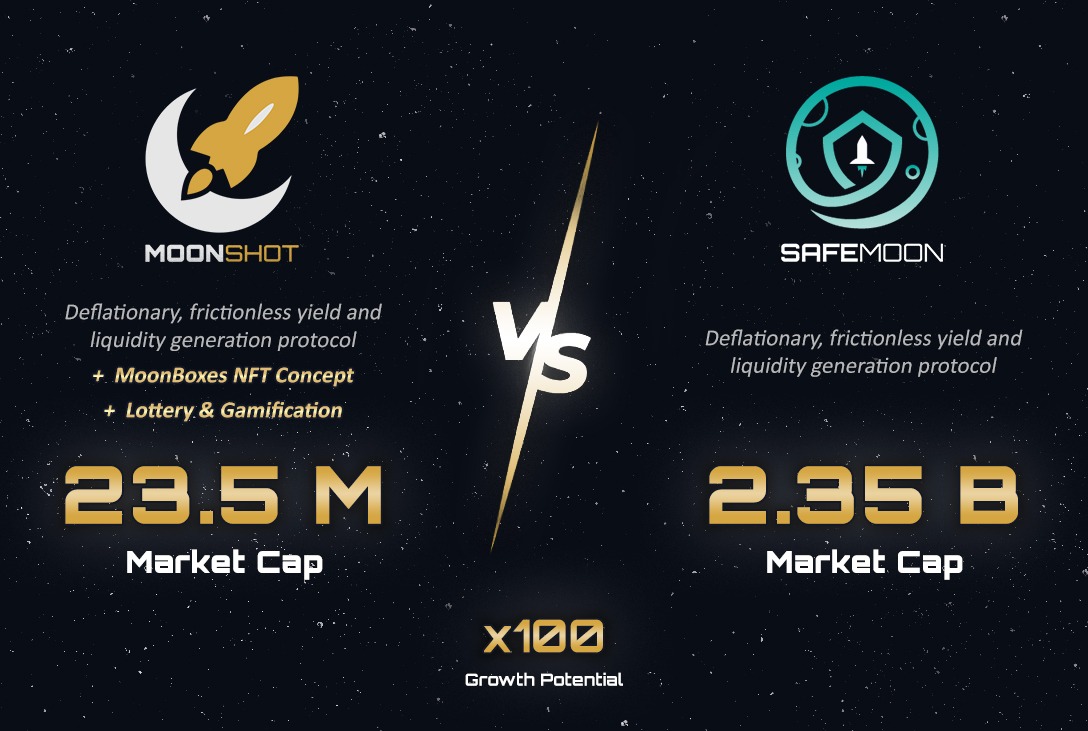 MOONSHOT
Deflationary, frictionless yield and
liquidity generation protocol
+ MoonBoxes NFT Concept
+ Lottery & Gamification
23.5 M
Market Cap
VS
SAFEMOON
Deflationary, frictionless yield and
liquidity generation protocol
2.35 B
Market Cap
x100
Growth Potential